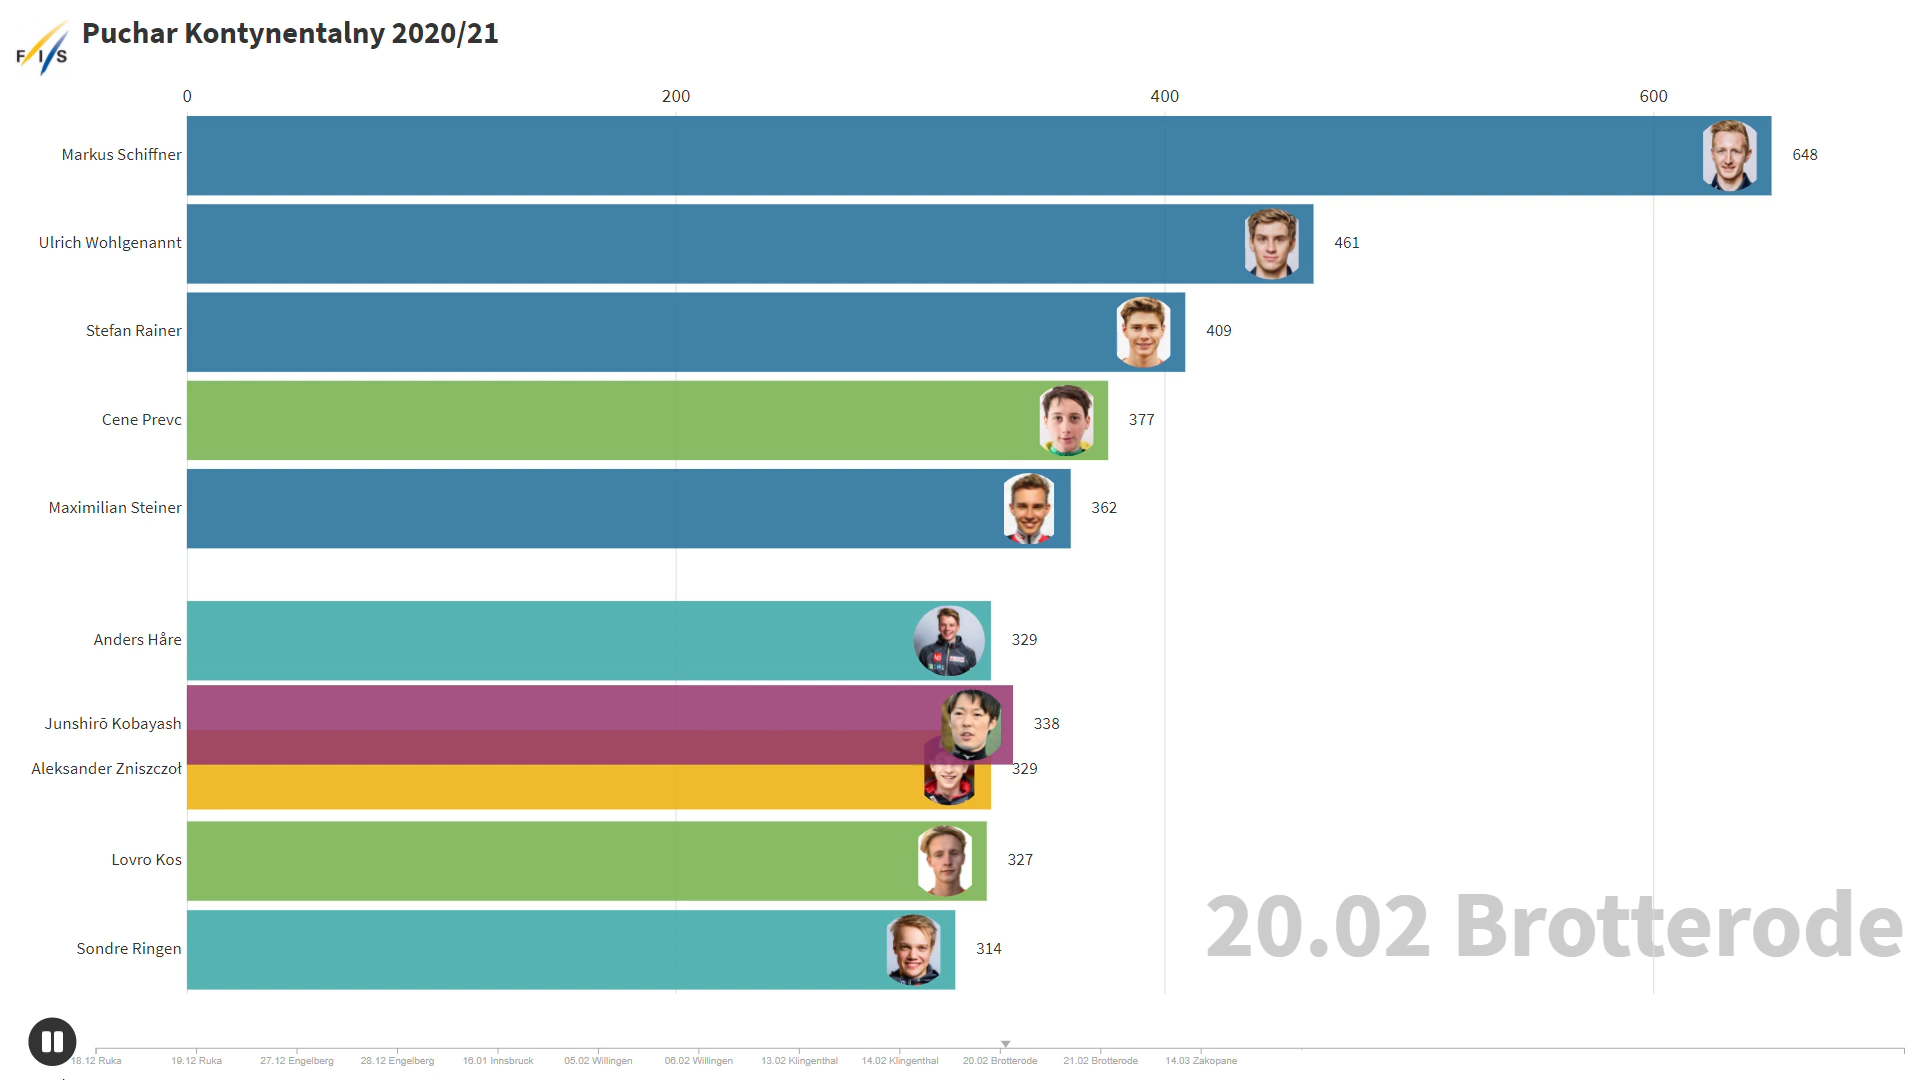 FIS
Puchar Kontynentalny 2020/21
0 200 400 600
Markus Schiffner 648
Ulrich Wohlgenannt 461
Stefan Rainer 409
Cene Prevc 377
Maximilian Steiner 362
Anders Håre 329
Junshirō Kobayash 338
Aleksander Zniszczoł 329
Lovro Kos 327
Sondre Ringen 314
20.02 Brotterode
18.12 Ruka 19.12 Ruka 27.12 Engelberg 28.12 Engelberg 16.01 Innsbruck 05.02 Willingen 06.02 Willingen 13.02 Klingenthal 14.02 Klingenthal 20.02 Brotterode 21.02 Brotterode 14.03 Zakopane